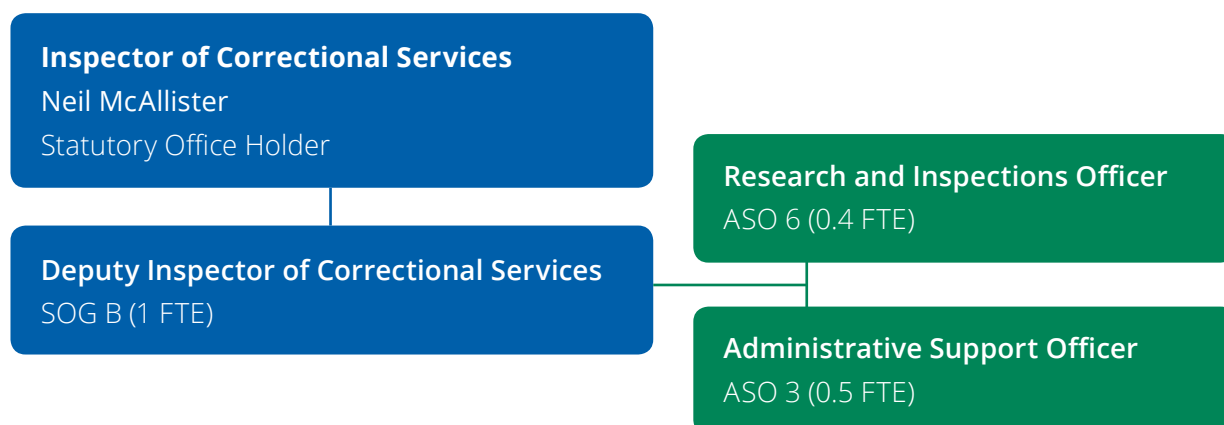 Inspector of Correctional Services
Neil McAllister
Statutory Office Holder
Deputy Inspector of Correctional Services
SOG B (1 FTE)
Research and Inspections Officer
ASO 6 (0.4 FTE)
Administrative Support Officer
ASO 3 (0.5 FTE)